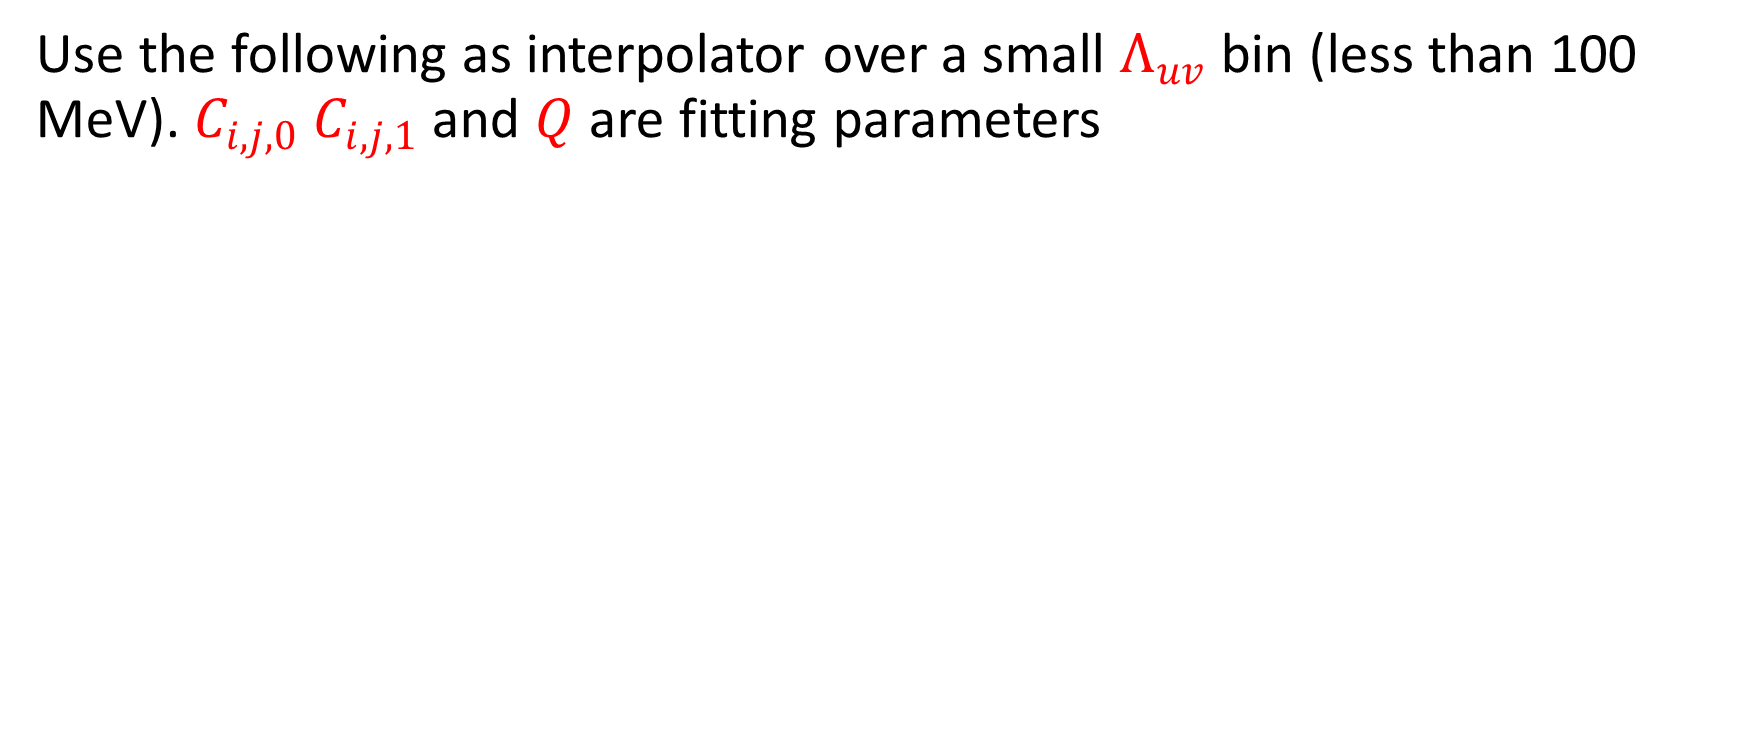 Use the following as interpolator over a small Λ_{uv} bin (less than 100
MeV). C_{i,j,0} C_{i,j,1} and Q are fitting parameters